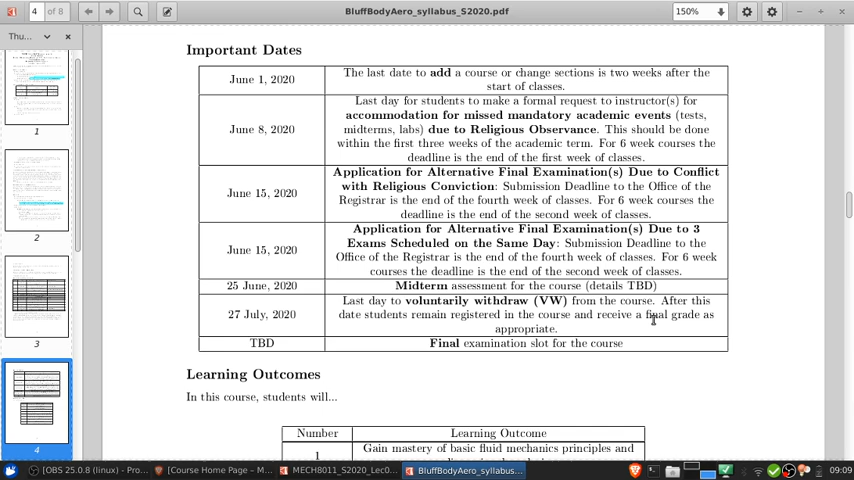 BluffBodyAero_syllabus_S2020.pdf
4 of 8
150%
Thu...
1
2
3
4
Important Dates
June 1, 2020
The last date to add a course or change sections is two weeks after the
start of classes.
June 8, 2020
Last day for students to make a formal request to instructor(s) for
accommodation for missed mandatory academic events (tests,
midterms, labs) due to Religious Observance. This should be done
within the first three weeks of the academic term. For 6 week courses the
deadline is the end of the first week of classes.
June 15, 2020
Application for Alternative Final Examination(s) Due to Conflict
with Religious Conviction: Submission Deadline to the Office of the
Registrar is the end of the fourth week of classes. For 6 week courses the
deadline is the end of the second week of classes.
June 15, 2020
Application for Alternative Final Examination(s) Due to 3
Exams Scheduled on the Same Day: Submission Deadline to the
Office of the Registrar is the end of the fourth week of classes. For 6 week
courses the deadline is the end of the second week of classes.
25 June, 2020
Midterm assessment for the course (details TBD)
27 July, 2020
Last day to voluntarily withdraw (VW) from the course. After this
date students remain registered in the course and receive a final grade as
appropriate.
TBD
Final examination slot for the course
Learning Outcomes
In this course, students will...
Number
Learning Outcome
1
Gain mastery of basic fluid mechanics principles and
[OBS 25.0.8 (linux) - Pro...
[Course Home Page – M...
MECH8011_S2020_Lec0...
BluffBodyAero_syllabus...
09:09